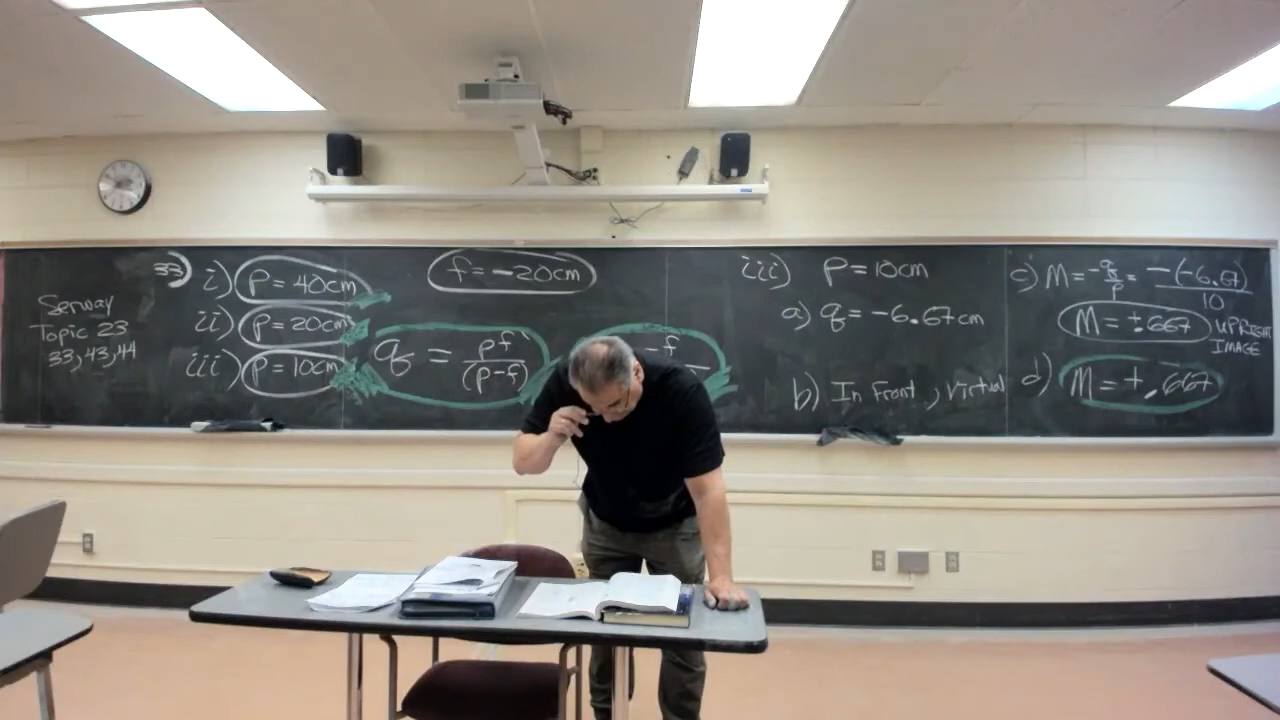 Serway
Topic 23
33,43,44
33)
i) P = 40cm
ii) P = 20cm
iii) P = 10cm
f = -20cm
q = pf / (p-f)
-f
iii) P = 10cm
a) q = -6.67cm
b) In Front, Virtual
c) M = -q/p = -(-6.67)/10
M = +.667 UPRIGHT
IMAGE
d) M = +.667